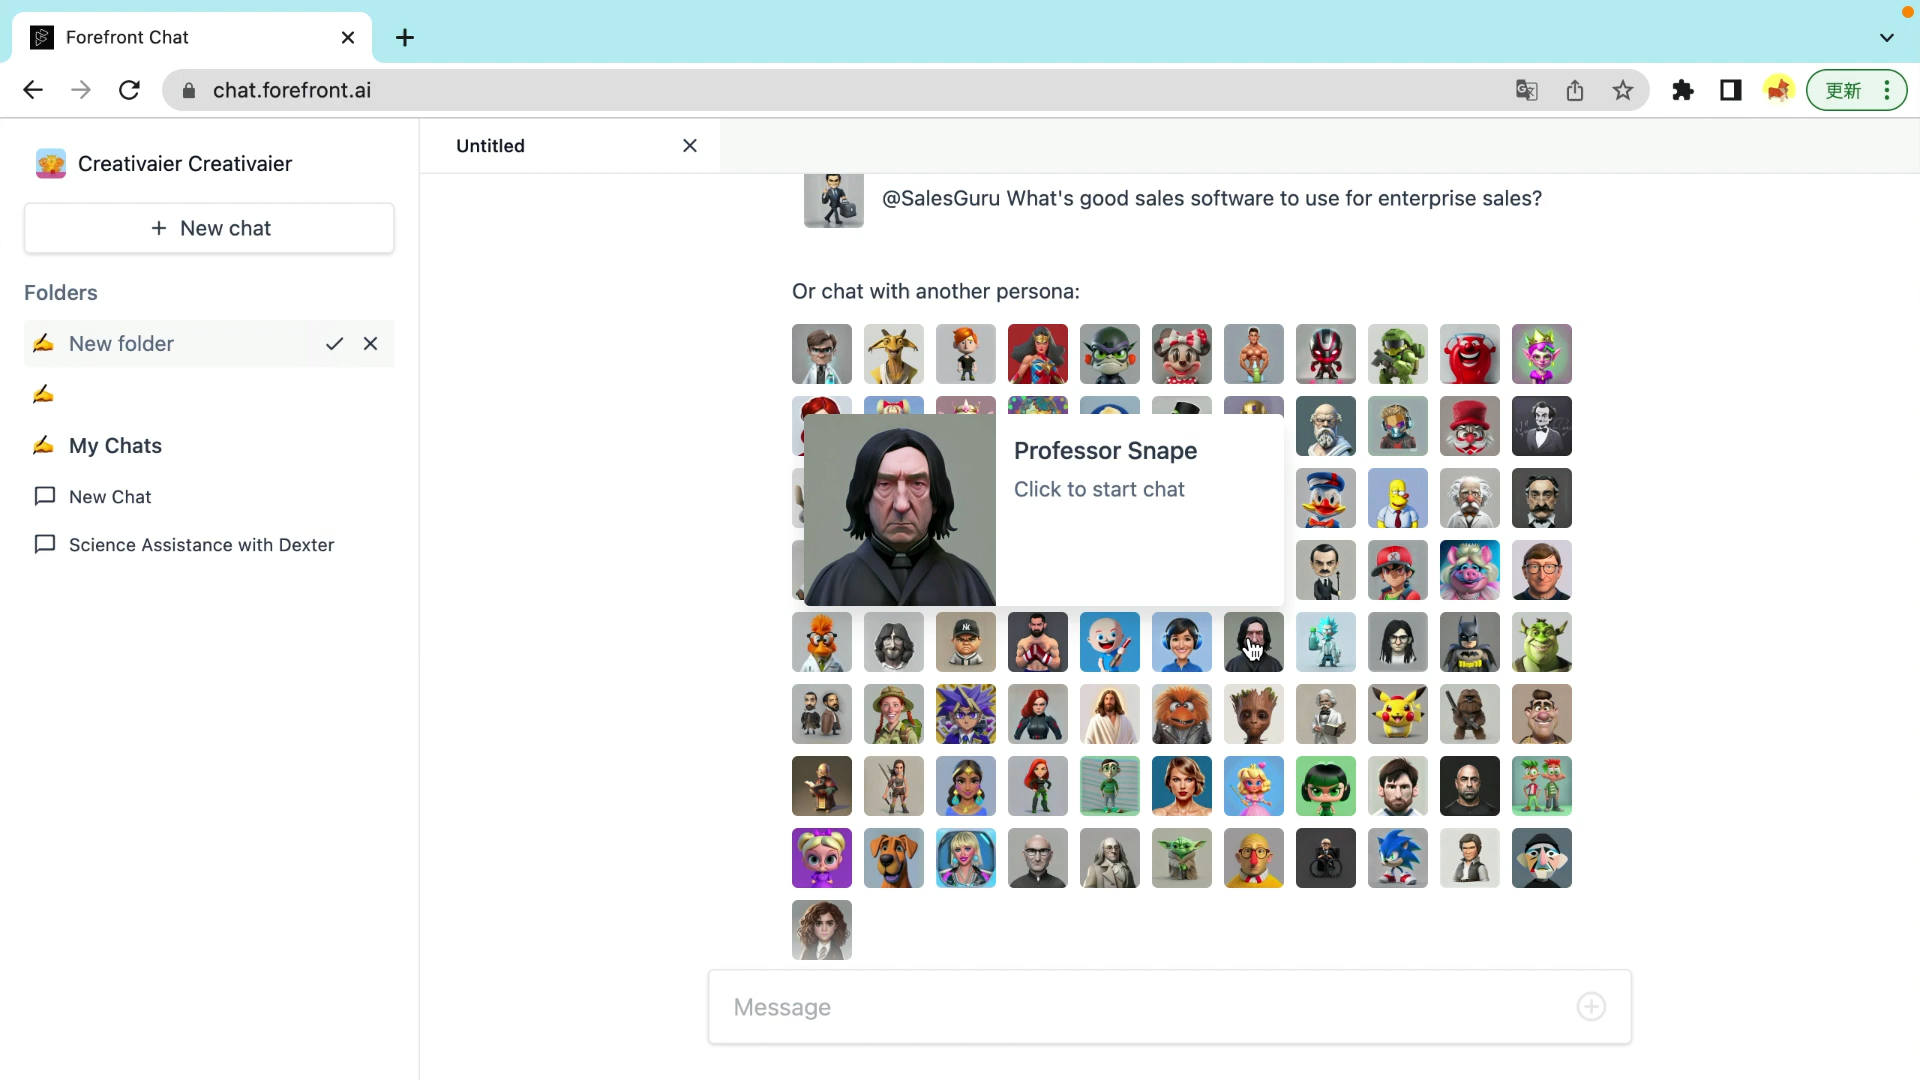 Forefront Chat
chat.forefront.ai
更新
Creativaier Creativaier
New chat
Folders
New folder
My Chats
New Chat
Science Assistance with Dexter
Untitled
@SalesGuru What's good sales software to use for enterprise sales?
Or chat with another persona:
Professor Snape
Click to start chat
Message